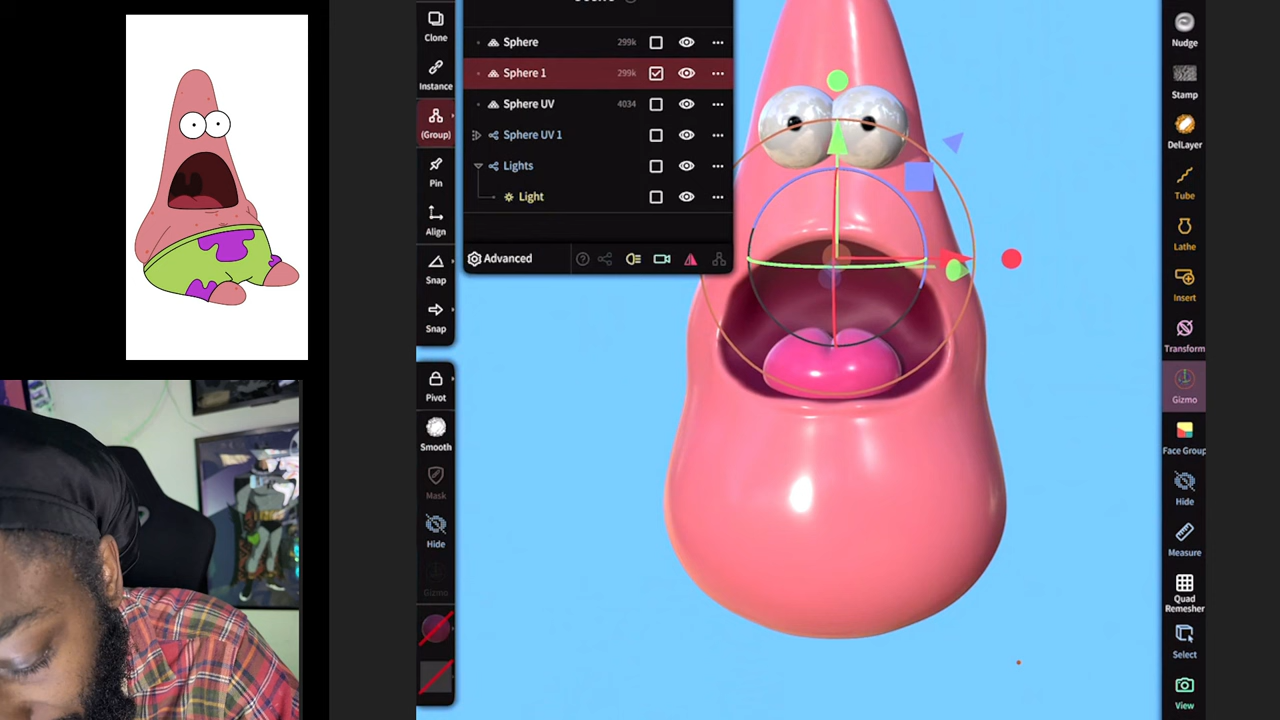 Clone
Instance
(Group)
Pin
Align
Snap
Snap
Pivot
Smooth
Mask
Hide
Gizmo
Sphere 299k
Sphere 1 299k
Sphere UV 4034
Sphere UV 1
Lights
Light
Advanced
Nudge
Stamp
DelLayer
Tube
Lathe
Insert
Transform
Gizmo
Face Group
Hide
Measure
Quad
Remesher
Select
View